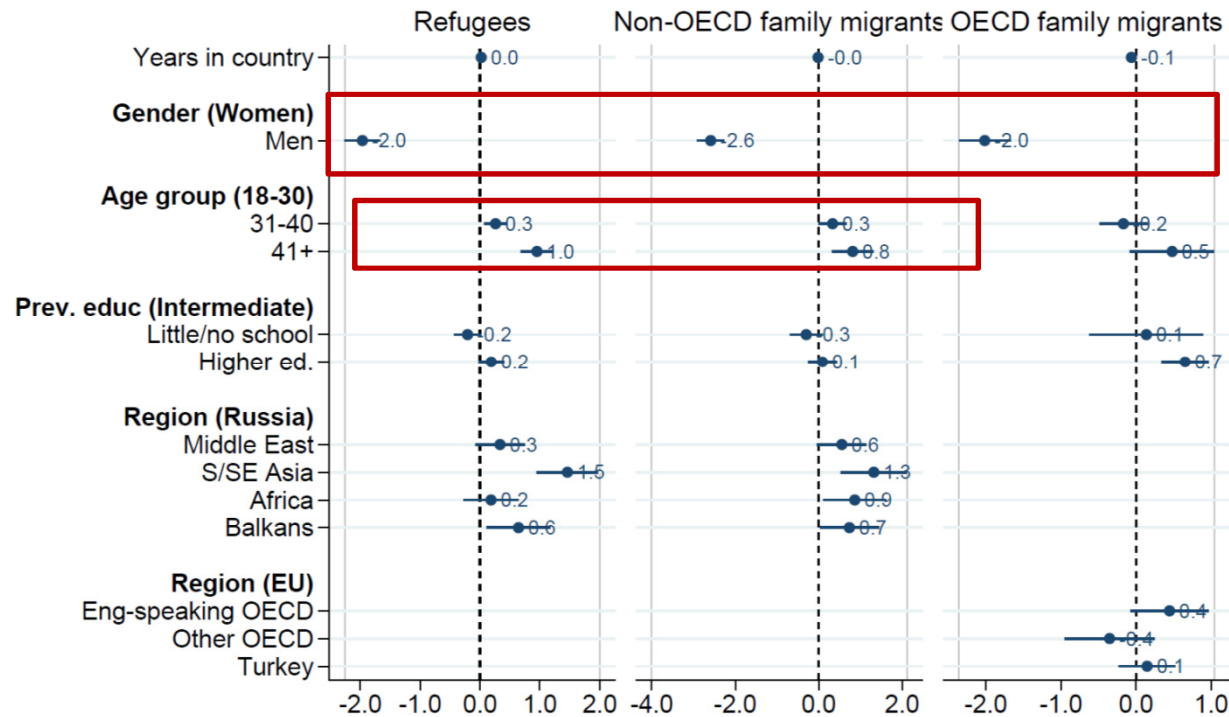 Refugees Non-OECD family migrants OECD family migrants
Years in country 0.0 -0.0 -0.1
Gender (Women)
Men -2.0 -2.6 -2.0
Age group (18-30)
31-40 0.3 0.3 -0.2
41+ 1.0 0.8 0.5
Prev. educ (Intermediate)
Little/no school -0.2 -0.3 0.1
Higher ed. 0.2 0.1 0.7
Region (Russia)
Middle East 0.3 0.6
S/SE Asia 1.5 1.3
Africa 0.2 0.9
Balkans 0.6 0.7
Region (EU)
Eng-speaking OECD 0.4
Other OECD -0.4
Turkey 0.1
-2.0 -1.0 0.0 1.0 2.0 -4.0 -2.0 0.0 2.0 -2.0 -1.0 0.0 1.0